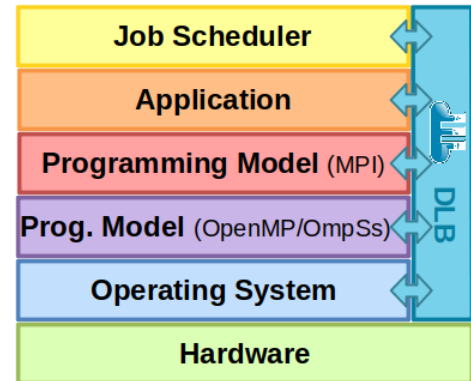 Job Scheduler
Application
Programming Model (MPI)
Prog. Model (OpenMP/OmpSs)
Operating System
Hardware
DLB